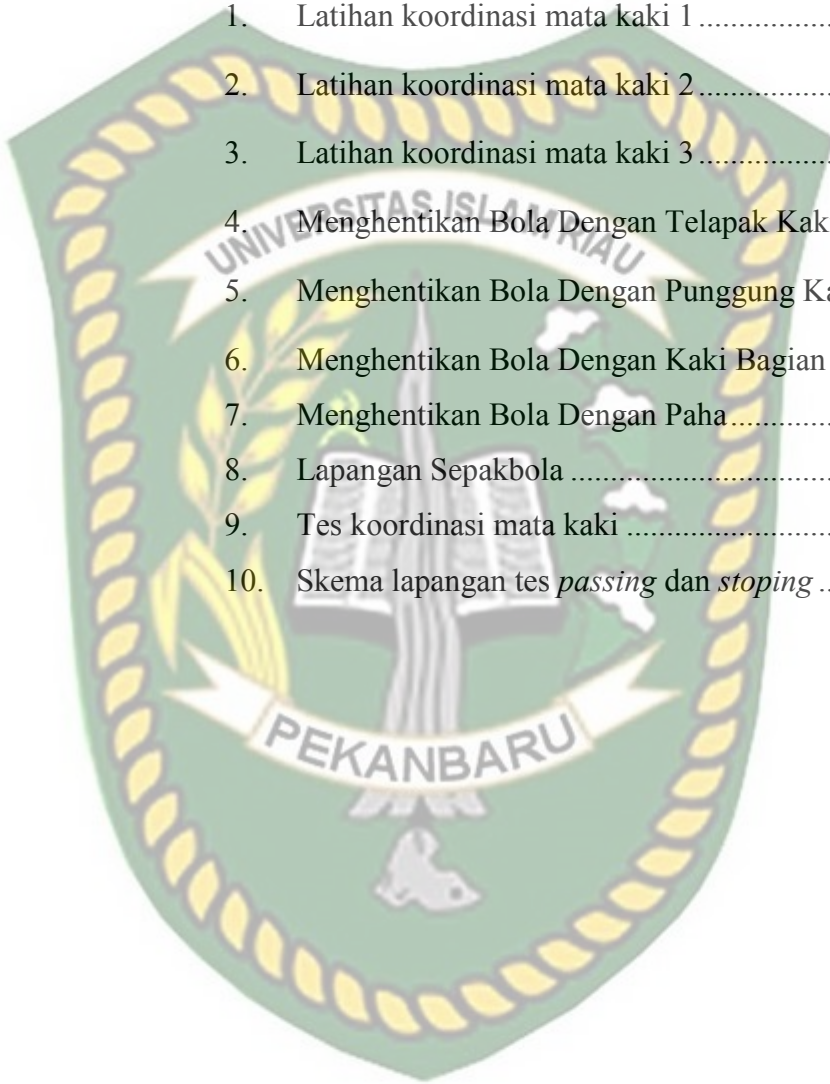 1. Latihan koordinasi mata kaki 1 ................
2. Latihan koordinasi mata kaki 2 ................
3. Latihan koordinasi mata kaki 3 ................
UNIVERSITAS ISLAM RIAU
4. Menghentikan Bola Dengan Telapak Kaki
5. Menghentikan Bola Dengan Punggung Ka
6. Menghentikan Bola Dengan Kaki Bagian
7. Menghentikan Bola Dengan Paha ............
8. Lapangan Sepakbola ................................
9. Tes koordinasi mata kaki .........................
10. Skema lapangan tes passing dan stoping ..
PEKANBARU